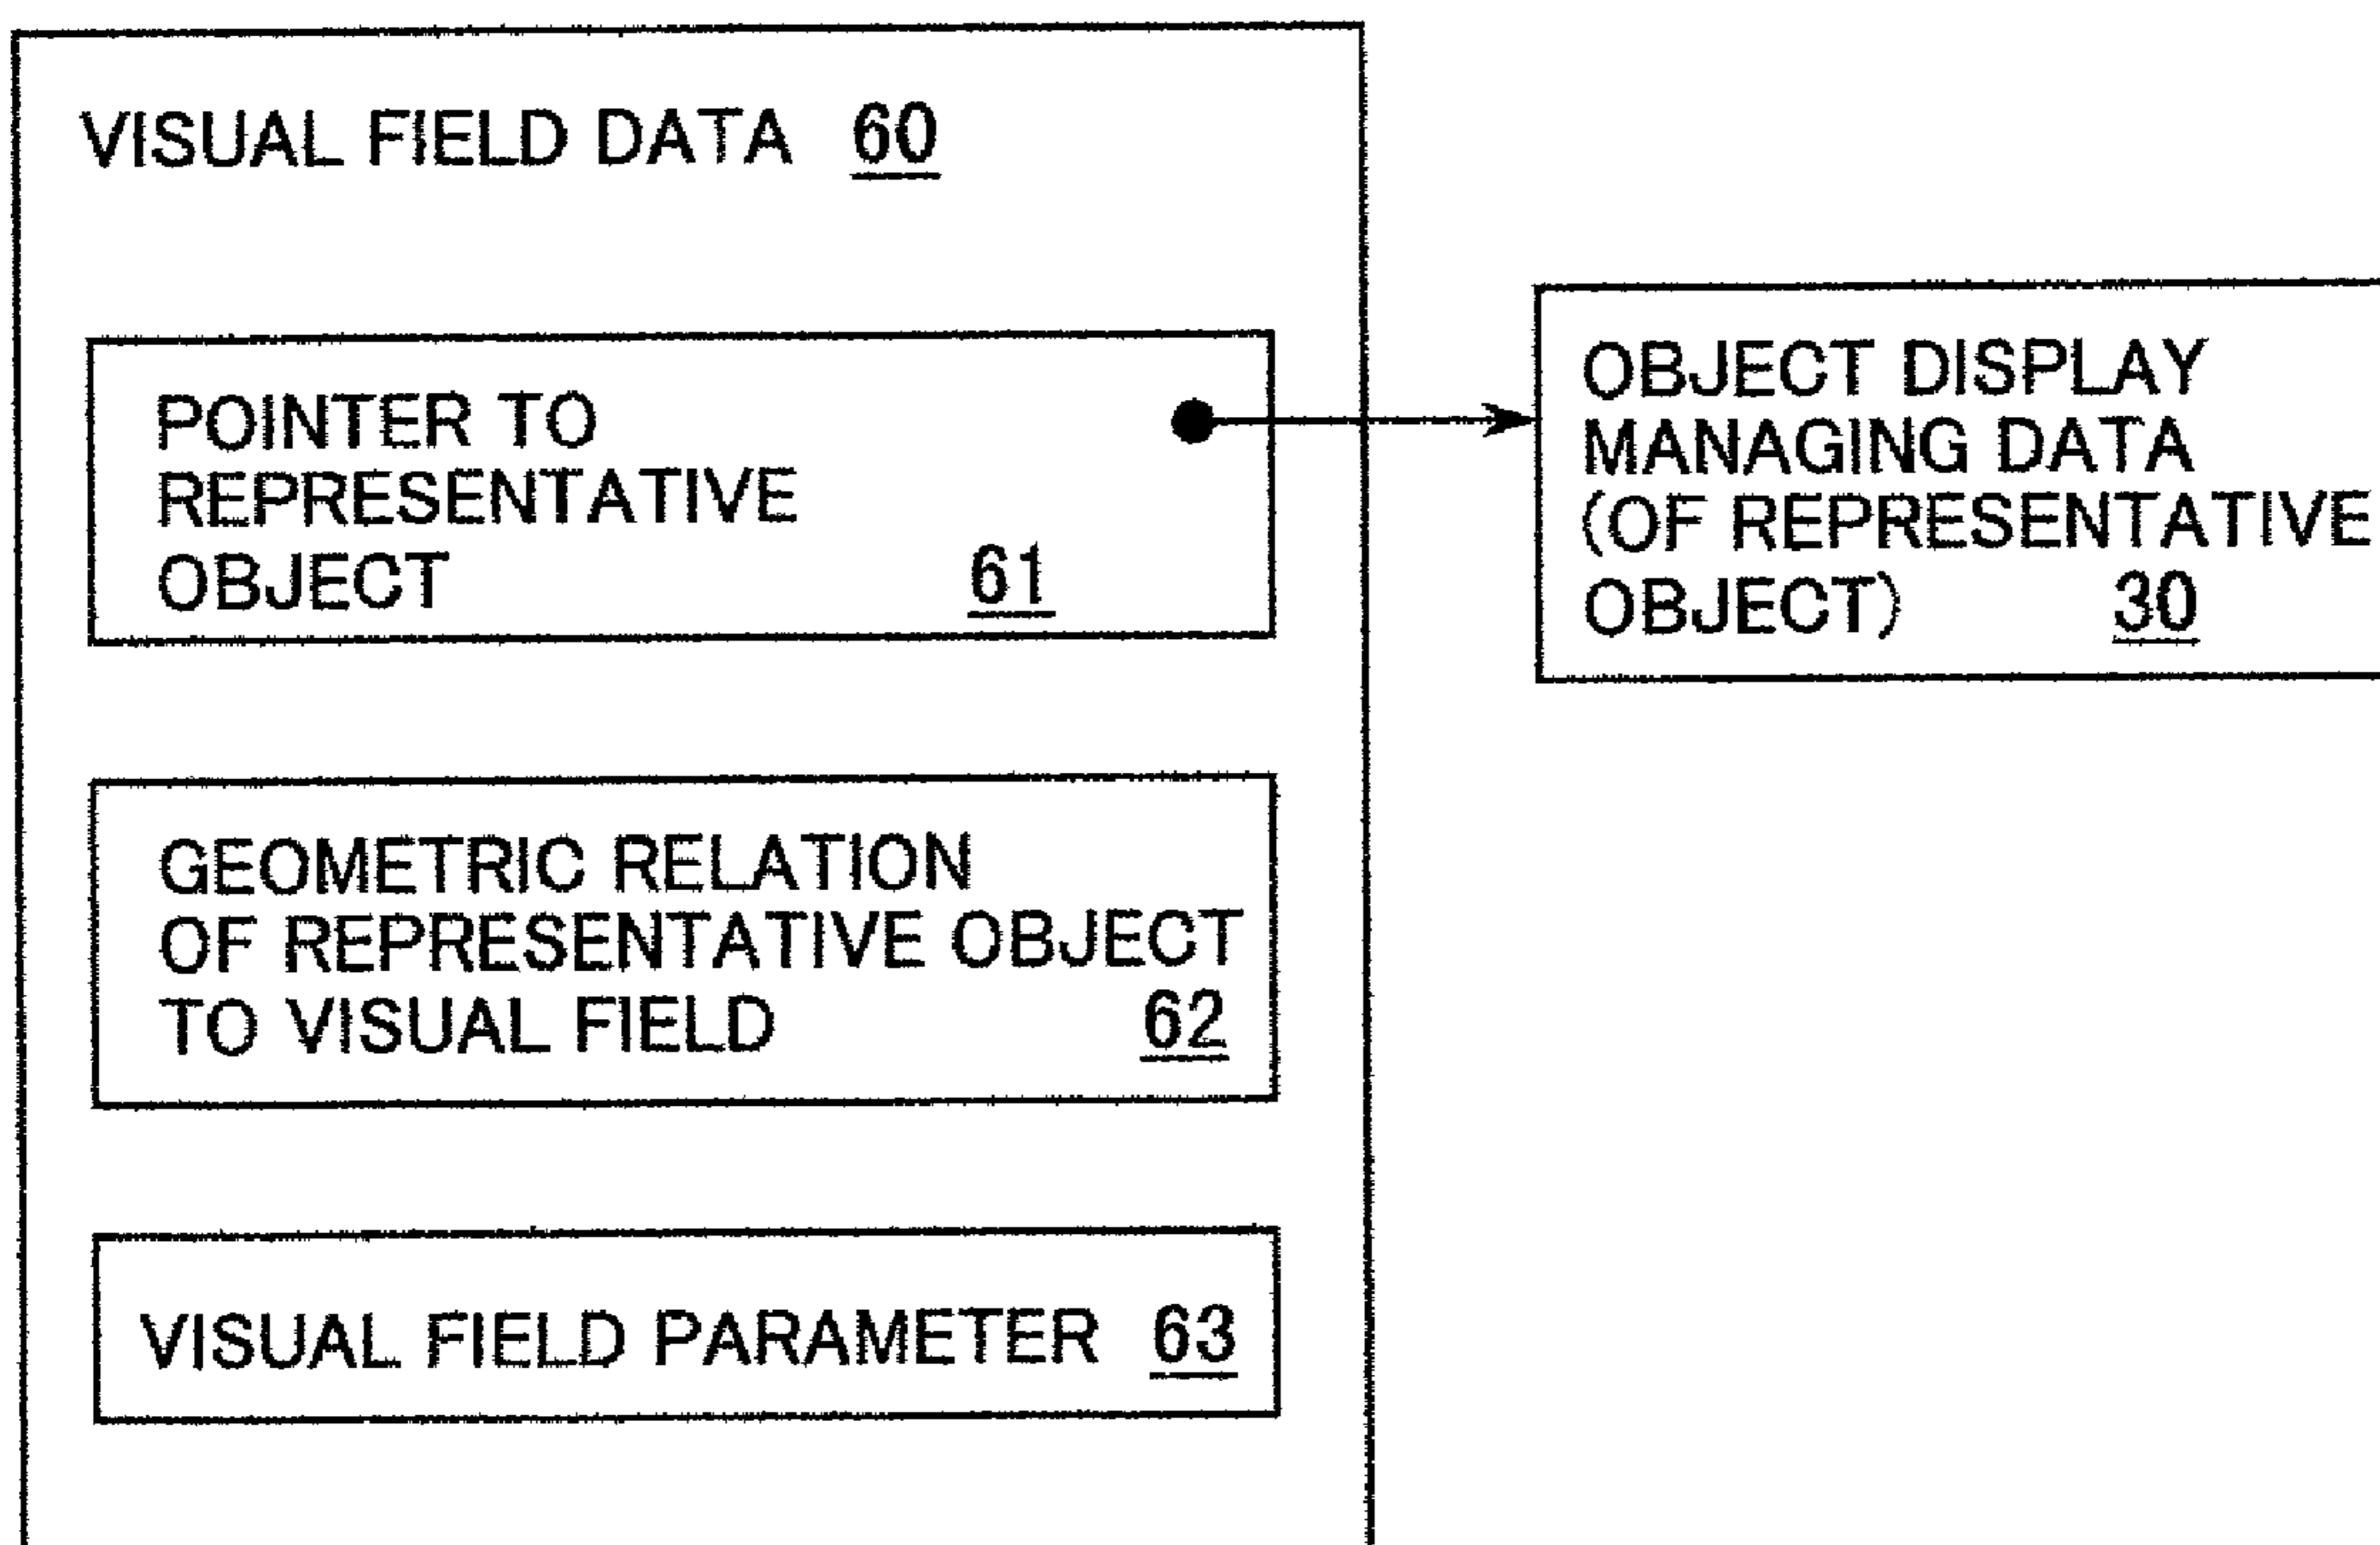 VISUAL FIELD DATA 60
POINTER TO
REPRESENTATIVE
OBJECT 61
OBJECT DISPLAY
MANAGING DATA
(OF REPRESENTATIVE
OBJECT) 30
GEOMETRIC RELATION
OF REPRESENTATIVE OBJECT
TO VISUAL FIELD 62
VISUAL FIELD PARAMETER 63